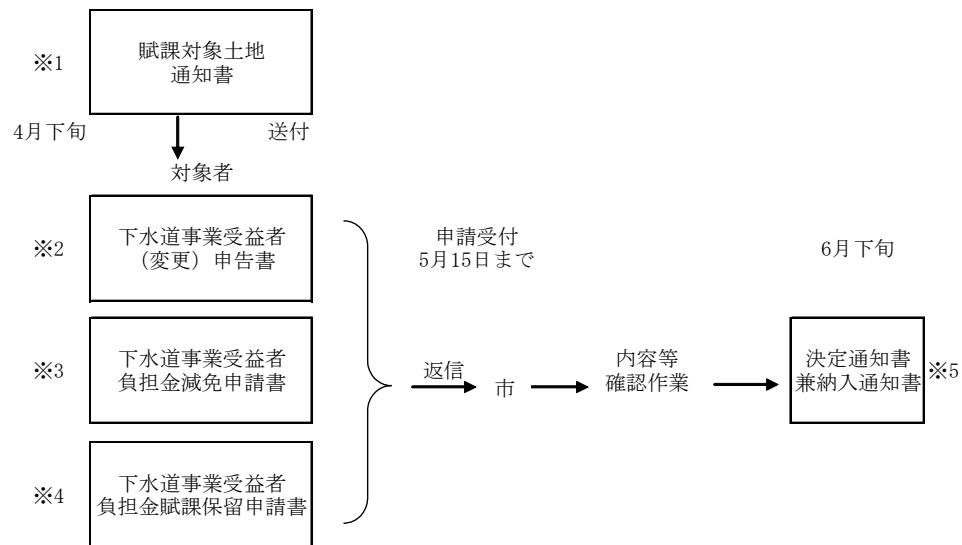 ※1
賦課対象土地
通知書
4月下旬
送付
対象者
※2
下水道事業受益者
（変更）申告書
申請受付
5月15日まで
6月下旬
※3
下水道事業受益者
負担金減免申請書
返信
市
内容等
確認作業
決定通知書
兼納入通知書
※5
※4
下水道事業受益者
負担金賦課保留申請書